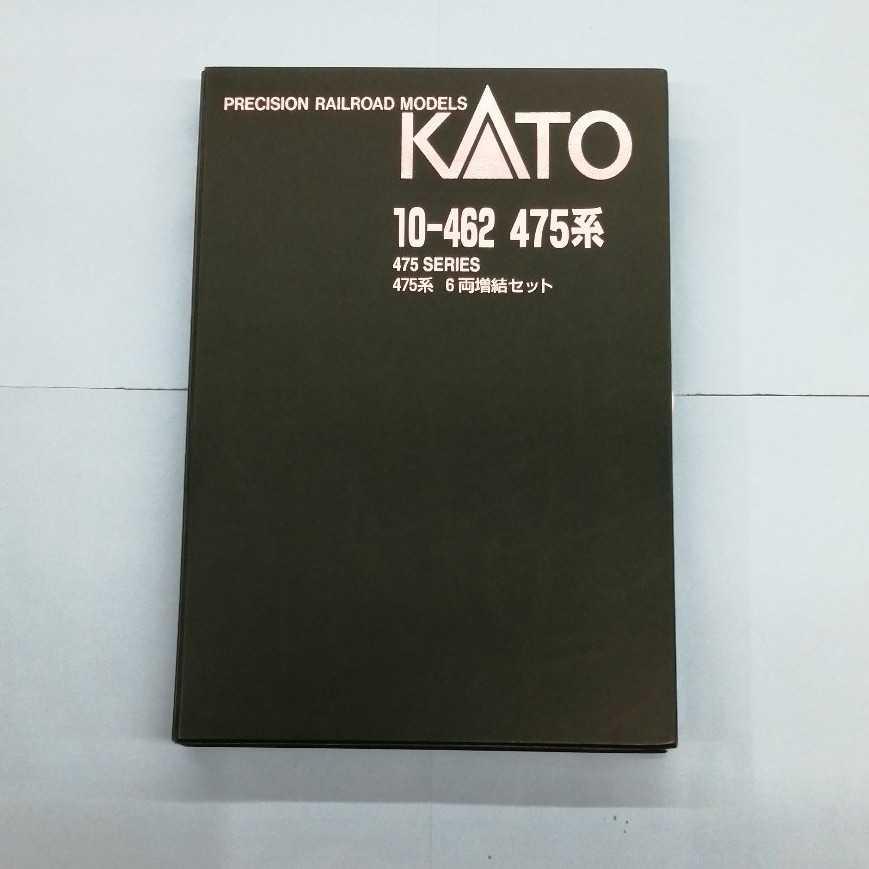 PRECISION RAILROAD MODELS
KATO
10-462 475系
475 SERIES
475系 6両増結セット